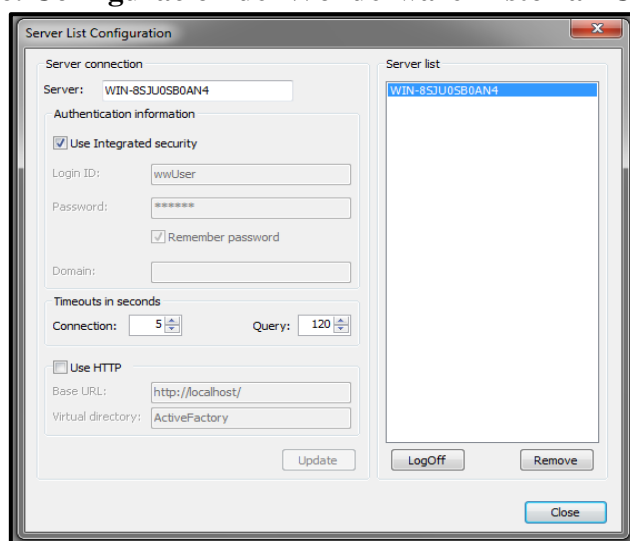 Server List Configuration
Server connection
Server: WIN-8SJU0SB0AN4
Authentication information
Use Integrated security
Login ID: wwUser
Password: ******
Remember password
Domain:
Timeouts in seconds
Connection: 5 Query: 120
Use HTTP
Base URL: http://localhost/
Virtual directory: ActiveFactory
Update
Server list
WIN-8SJU0SB0AN4
LogOff Remove
Close